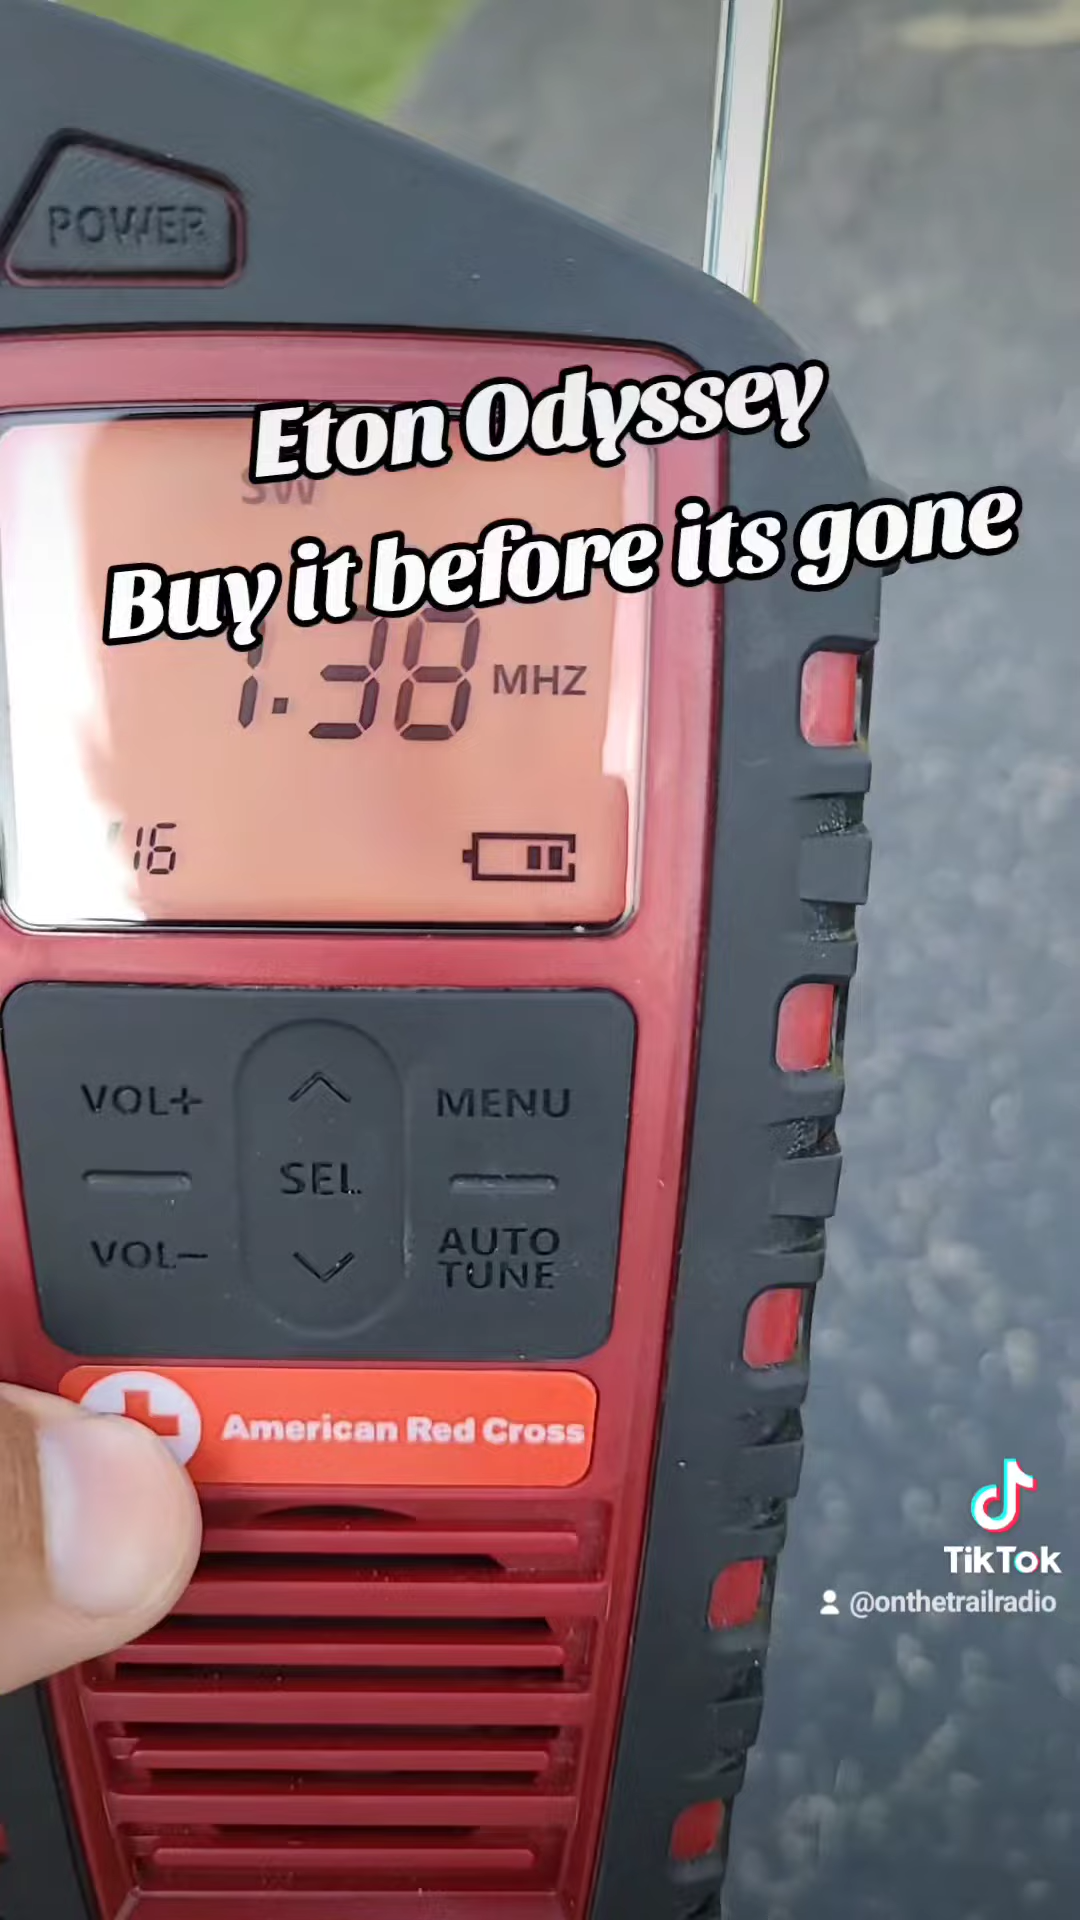 POWER
Eton Odyssey
SW
Buy it before its gone
7.38 MHZ
16
VOL+
MENU
SEL
VOL−
AUTO
TUNE
American Red Cross
TikTok
@onthetrailradio